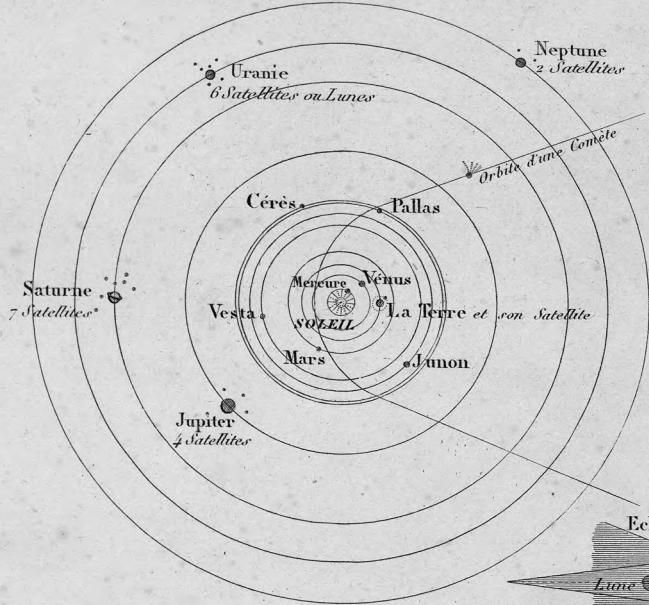 Neptune
2 Satellites
Uranie
6 Satellites ou Lunes
Orbite d'une Comète
Cérès
Pallas
Mercure
Vénus
Saturne
7 Satellites
Vesta
SOLEIL
La Terre et son Satellite
Mars
Junon
Jupiter
4 Satellites
Ecl
Lune